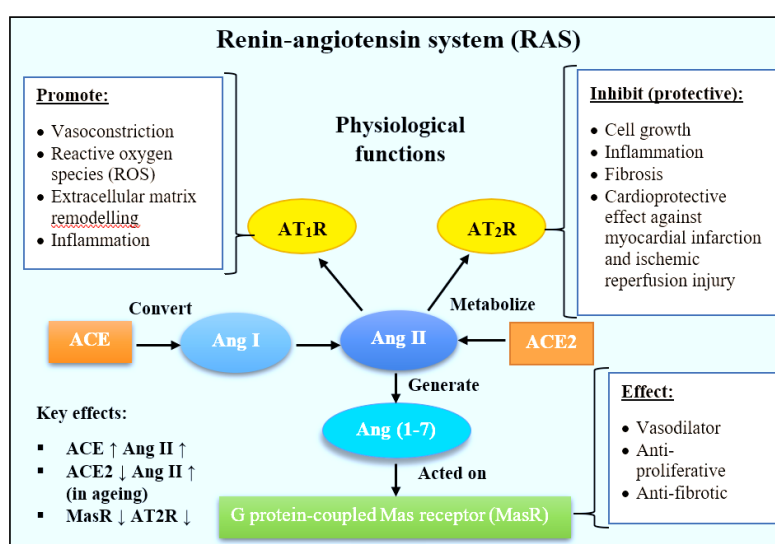 Renin-angiotensin system (RAS)
Promote:
• Vasoconstriction
• Reactive oxygen
species (ROS)
• Extracellular matrix
remodelling
• Inflammation
Physiological
functions
Inhibit (protective):
• Cell growth
• Inflammation
• Fibrosis
• Cardioprotective
effect against
myocardial infarction
and ischemic
reperfusion injury
AT₁R
AT₂R
Convert
Metabolize
ACE
Ang I
Ang II
ACE2
Generate
Ang (1-7)
Acted on
G protein-coupled Mas receptor (MasR)
Key effects:
▪ ACE ↑ Ang II ↑
▪ ACE2 ↓ Ang II ↑
(in ageing)
▪ MasR ↓ AT2R ↓
Effect:
• Vasodilator
• Anti-
proliferative
• Anti-fibrotic